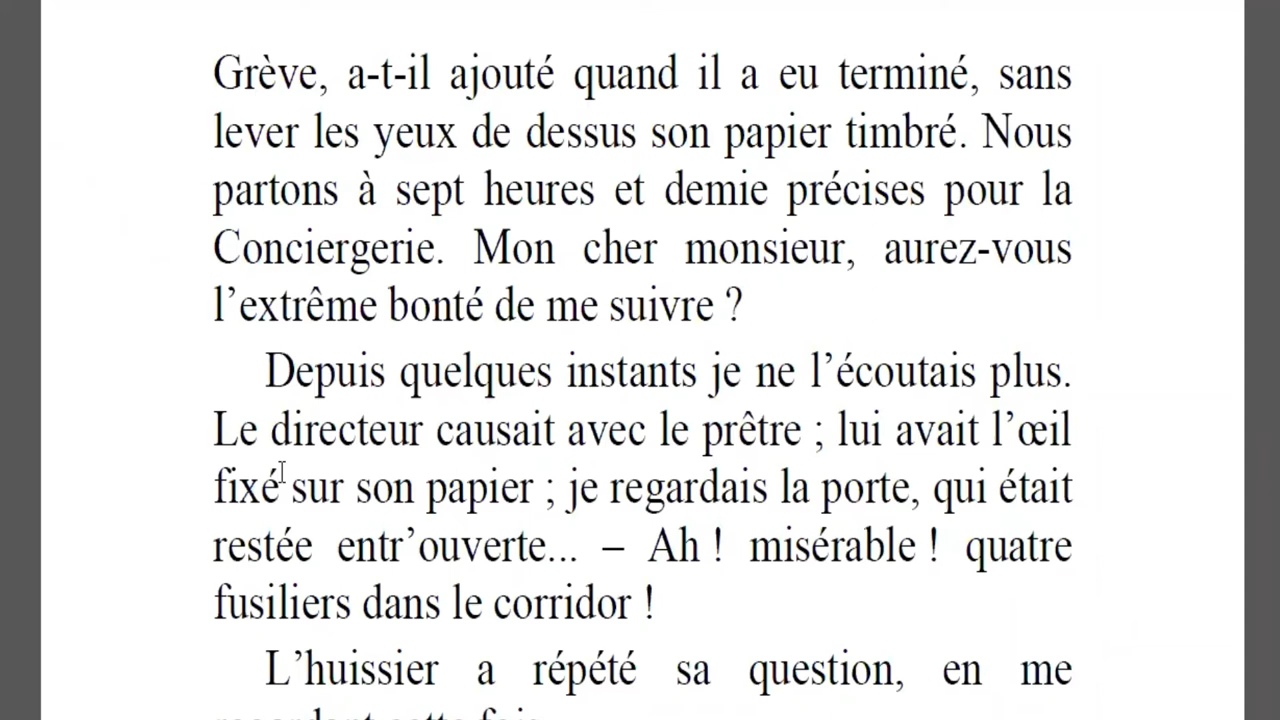 Grève, a-t-il ajouté quand il a eu terminé, sans
lever les yeux de dessus son papier timbré. Nous
partons à sept heures et demie précises pour la
Conciergerie. Mon cher monsieur, aurez-vous
l’extrême bonté de me suivre ?
Depuis quelques instants je ne l’écoutais plus.
Le directeur causait avec le prêtre ; lui avait l’œil
fixé sur son papier ; je regardais la porte, qui était
restée entr’ouverte... – Ah ! misérable ! quatre
fusiliers dans le corridor !
L’huissier a répété sa question, en me